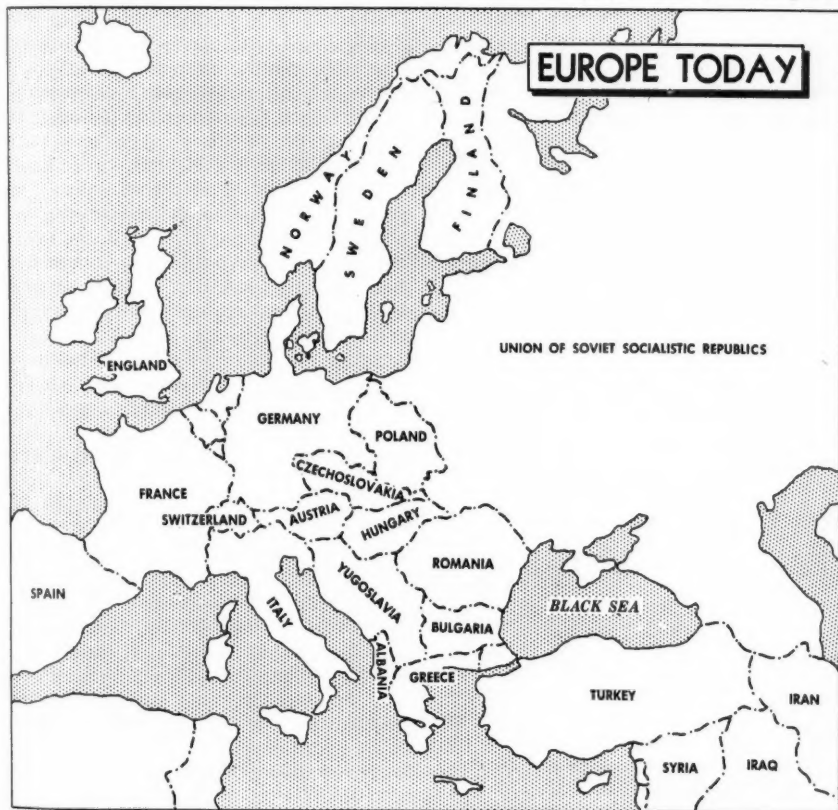 EUROPE TODAY
NORWAY
SWEDEN
FINLAND
ENGLAND
UNION OF SOVIET SOCIALISTIC REPUBLICS
GERMANY
POLAND
CZECHOSLOVAKIA
FRANCE
SWITZERLAND
AUSTRIA
HUNGARY
ROMANIA
SPAIN
ITALY
YUGOSLAVIA
BLACK SEA
BULGARIA
ALBANIA
GREECE
TURKEY
IRAN
SYRIA
IRAQ